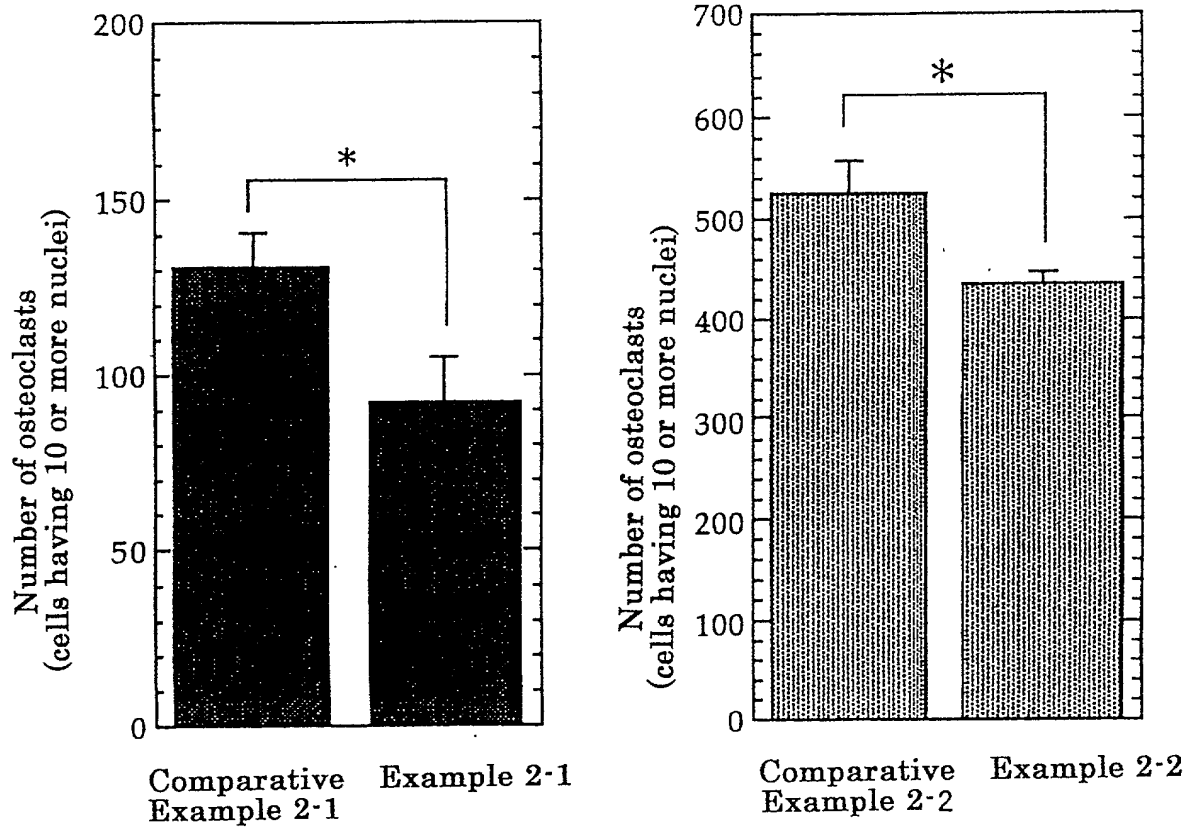 Number of osteoclasts
(cells having 10 or more nuclei)
200
150
100
50
0
*
Comparative
Example 2-1
Example 2-1
Number of osteoclasts
(cells having 10 or more nuclei)
700
600
500
400
300
200
100
0
*
Comparative
Example 2-2
Example 2-2